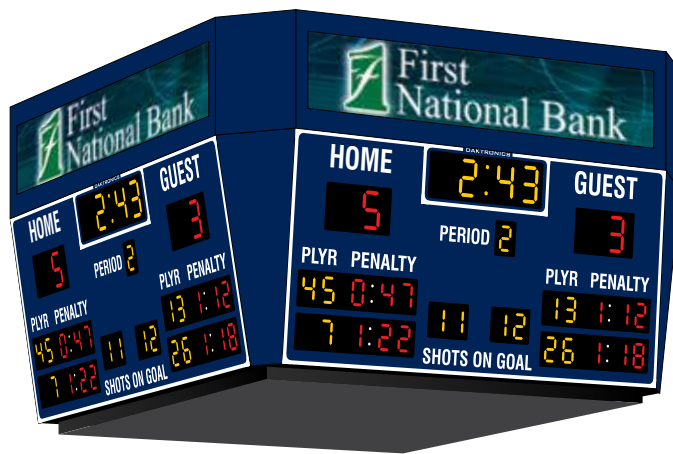 First
National Bank
DAKTRONICS
HOME 2:43 GUEST
5 3
PERIOD 2
PLYR PENALTY PLYR PENALTY
45 0:47 13 1:12
7 1:22 11 12 26 1:18
SHOTS ON GOAL
First
National Bank
DAKTRONICS
HOME 2:43 GUEST
5 3
PERIOD 2
PLYR PENALTY PLYR PENALTY
45 0:47 13 1:12
7 1:22 11 12 26 1:18
SHOTS ON GOAL